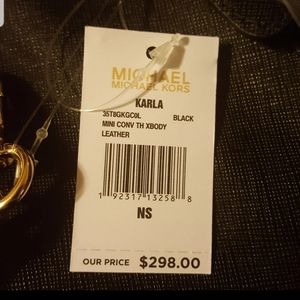 MICHAEL
MICHAEL KORS
KARLA
35T8GKGC0L BLACK
MINI CONV TH XBODY
LEATHER
1 92317 13258 8
NS
OUR PRICE $298.00